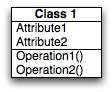 Class 1
Attribute1
Attribute2
Operation1()
Operation2()